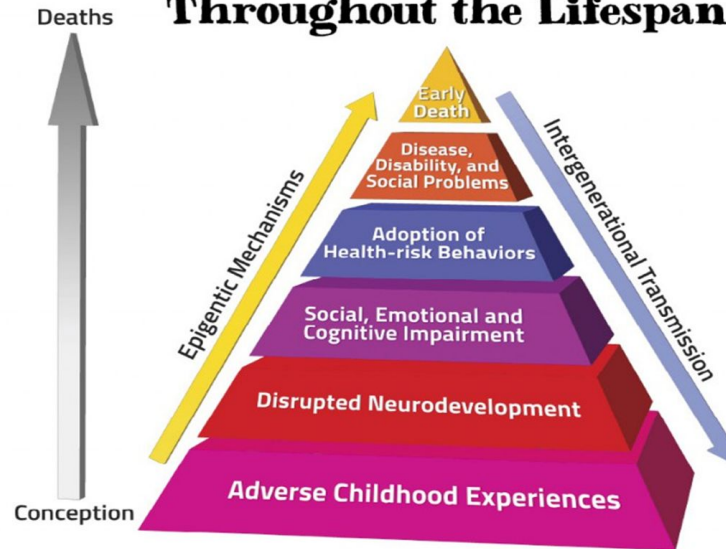 Throughout the Lifespan
Deaths
Early
Death
Disease,
Disability, and
Social Problems
Adoption of
Health-risk Behaviors
Social, Emotional and
Cognitive Impairment
Disrupted Neurodevelopment
Adverse Childhood Experiences
Epigentic Mechanisms
Intergenerational Transmission
Conception